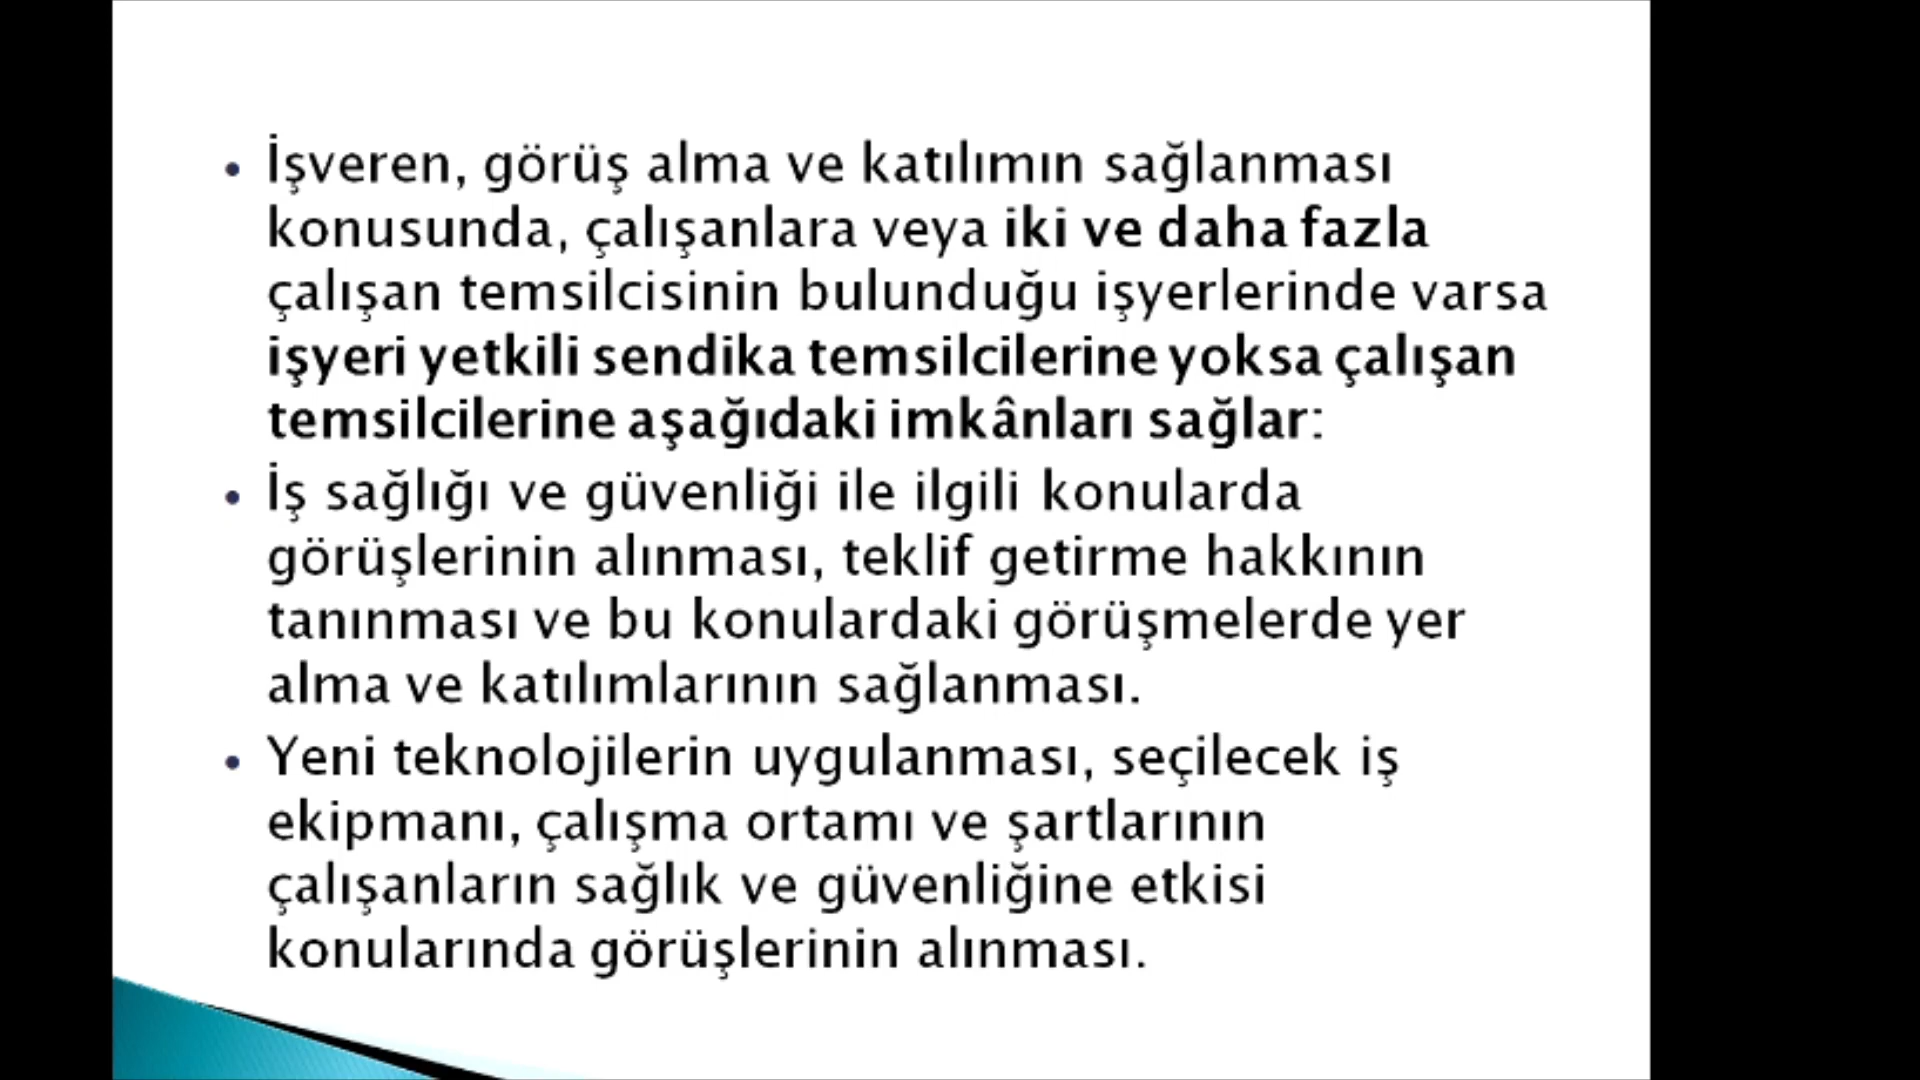 • İşveren, görüş alma ve katılımın sağlanması
konusunda, çalışanlara veya iki ve daha fazla
çalışan temsilcisinin bulunduğu işyerlerinde varsa
işyeri yetkili sendika temsilcilerine yoksa çalışan
temsilcilerine aşağıdaki imkânları sağlar:
• İş sağlığı ve güvenliği ile ilgili konularda
görüşlerinin alınması, teklif getirme hakkının
tanınması ve bu konulardaki görüşmelerde yer
alma ve katılımlarının sağlanması.
• Yeni teknolojilerin uygulanması, seçilecek iş
ekipmanı, çalışma ortamı ve şartlarının
çalışanların sağlık ve güvenliğine etkisi
konularında görüşlerinin alınması.